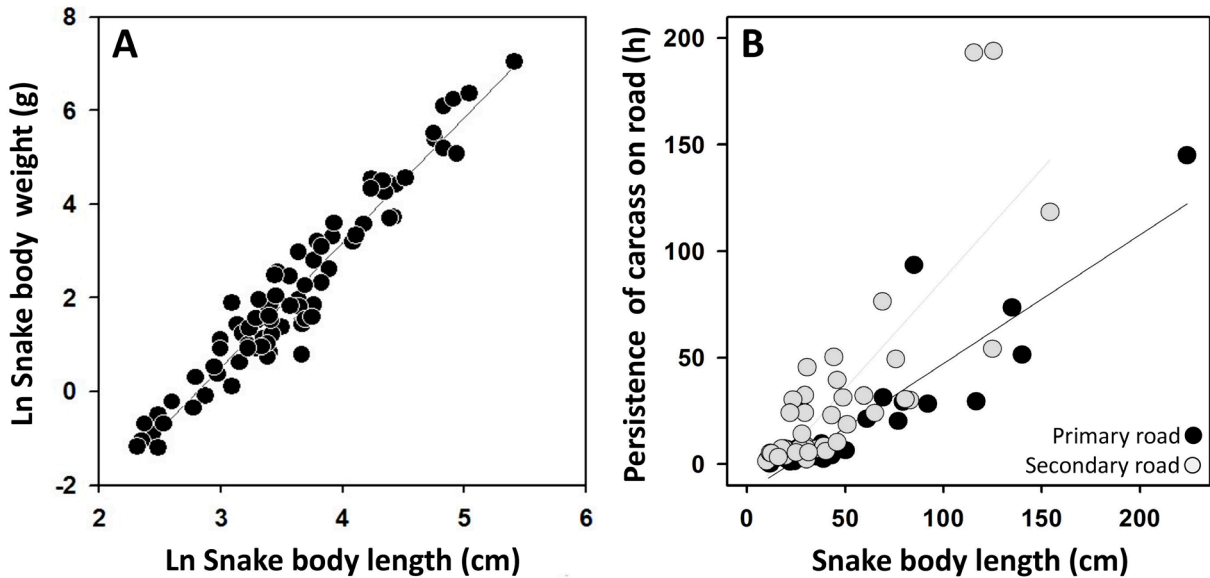 A
Ln Snake body weight (g)
8
6
4
2
0
-2
2
3
4
5
6
Ln Snake body length (cm)
B
Persistence of carcass on road (h)
200
150
100
50
0
Primary road
Secondary road
0
50
100
150
200
Snake body length (cm)